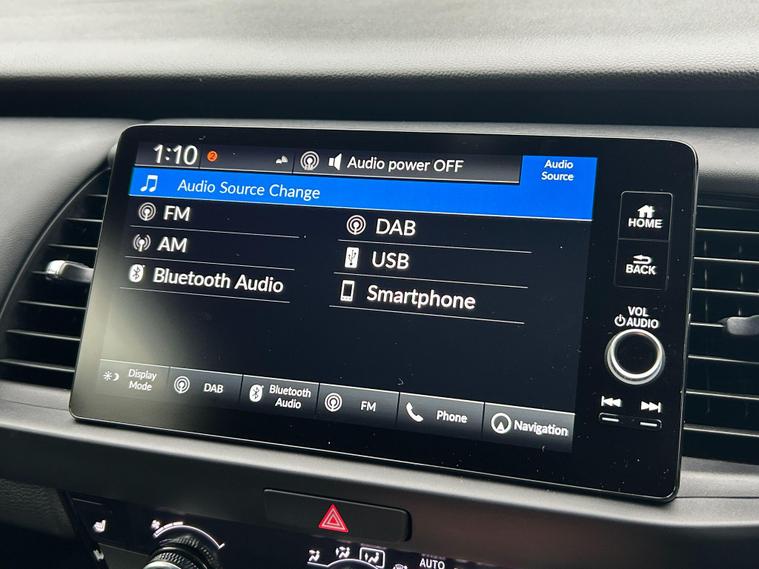 1:10
2
Audio power OFF
Audio
Source
Audio Source Change
FM
DAB
AM
USB
Bluetooth Audio
Smartphone
HOME
BACK
VOL
AUDIO
Display
Mode
DAB
Bluetooth
Audio
FM
Phone
Navigation
AUTO